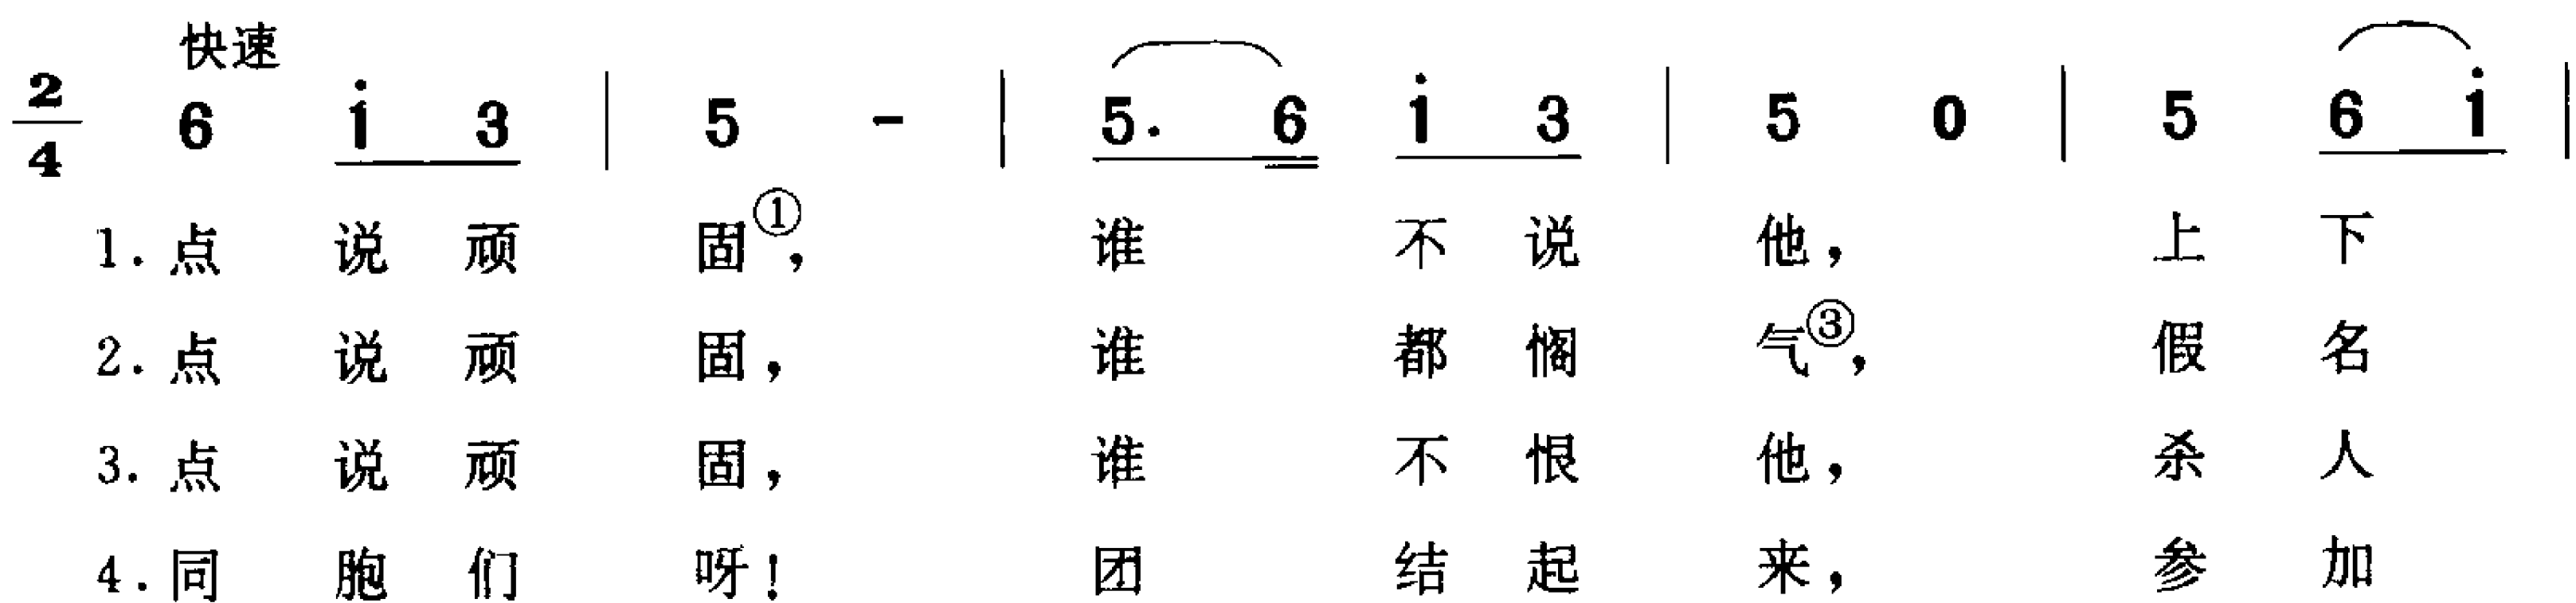 快速
2/4 6 i 3 | 5 - | 5. 6 i 3 | 5 0 | 5 6 i |
1. 点 说 顽 固①, 谁 不 说 他, 上 下
2. 点 说 顽 固, 谁 都 惆 气③, 假 名
3. 点 说 顽 固, 谁 不 恨 他, 杀 人
4. 同 胞 们 呀! 团 结 起 来, 参 加